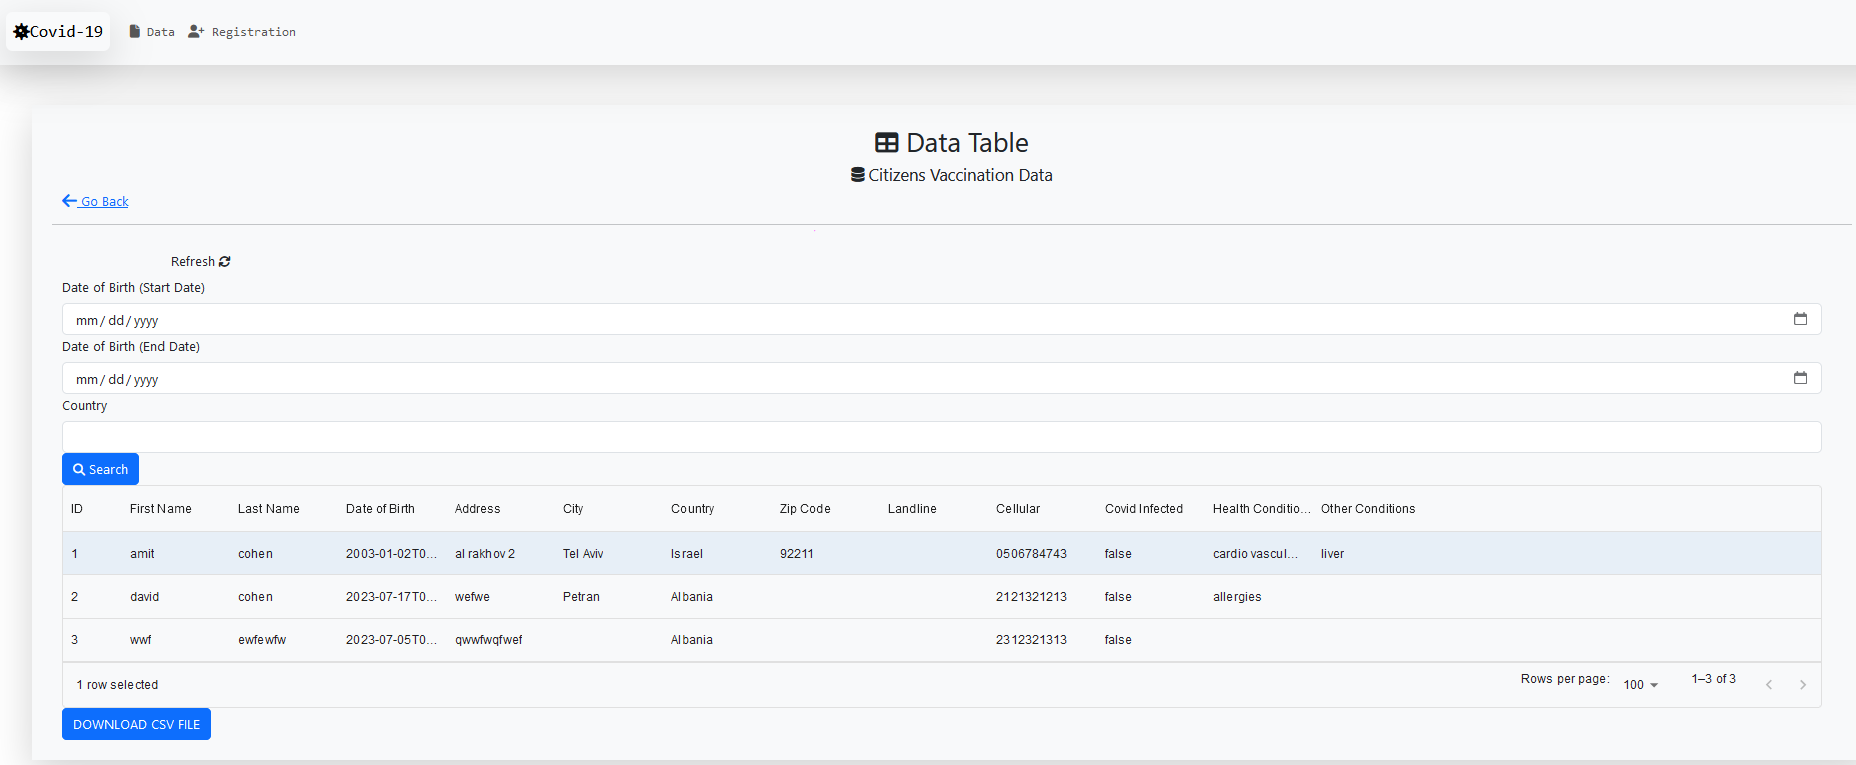 Covid-19 Data Registration
Data Table
Citizens Vaccination Data
Go Back
Refresh
Date of Birth (Start Date)
mm/dd/yyyy
Date of Birth (End Date)
mm/dd/yyyy
Country
Search
ID First Name Last Name Date of Birth Address City Country Zip Code Landline Cellular Covid Infected Health Conditio... Other Conditions
1 amit cohen 2003-01-02T0... al rakhov 2 Tel Aviv Israel 92211 0506784743 false cardio vascul... liver
2 david cohen 2023-07-17T0... wefwe Petran Albania 2121321213 false allergies
3 wwf ewfewfw 2023-07-05T0... qwwfwqfwef Albania 2312321313 false
1 row selected Rows per page: 100 1–3 of 3
DOWNLOAD CSV FILE